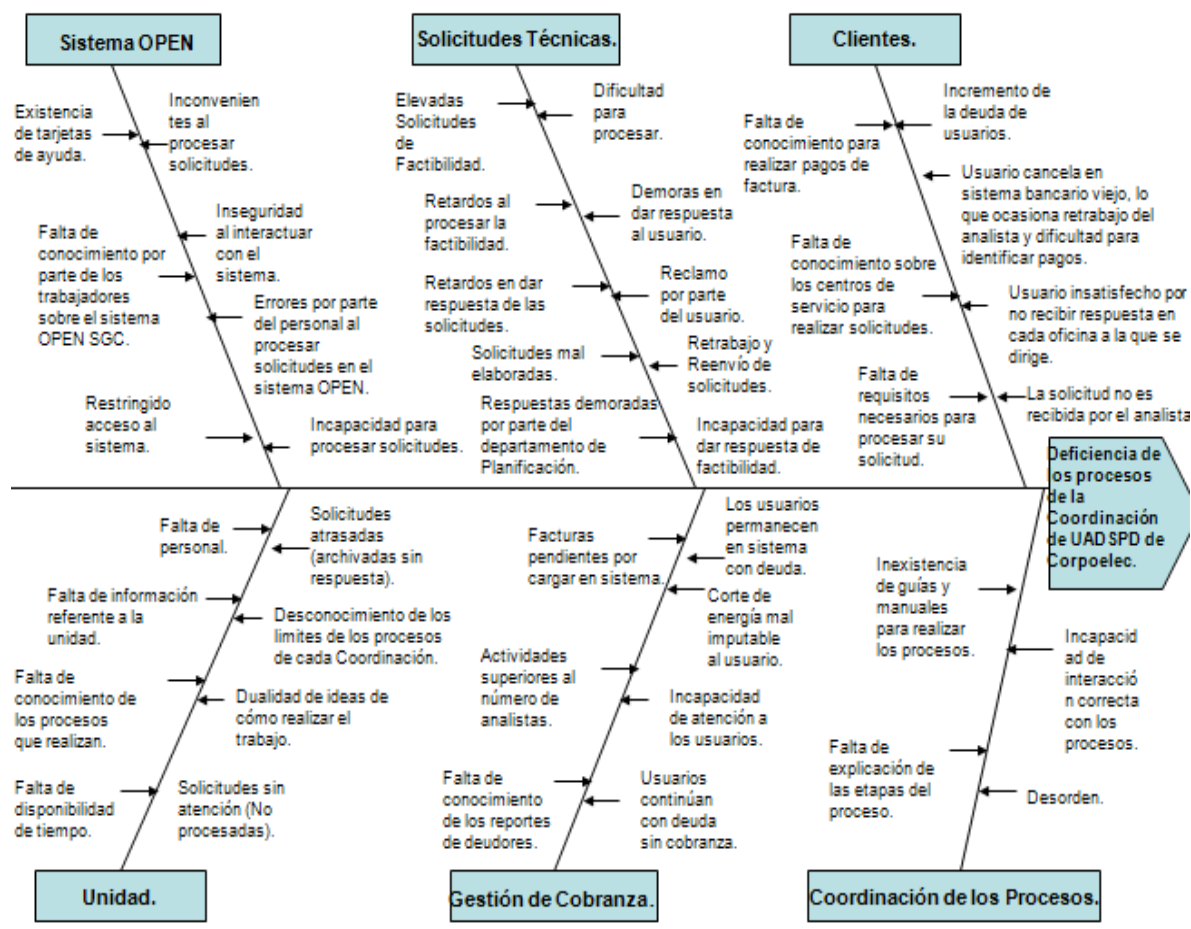 Sistema OPEN
Solicitudes Técnicas.
Clientes.
Existencia
de tarjetas
de ayuda.
Inconvenien
tes al
procesar
solicitudes.
Falta de
conocimiento por
parte de los
trabajadores
sobre el sistema
OPEN SGC.
Inseguridad
al interactuar
con el
sistema.
Errores por parte
del personal al
procesar
solicitudes en el
sistema OPEN.
Restringido
acceso al
sistema.
Incapacidad para
procesar solicitudes.
Elevadas
Solicitudes
de
Factibilidad.
Dificultad
para
procesar.
Retardos al
procesar la
factibilidad.
Demoras en
dar respuesta
al usuario.
Retardos en dar
respuesta de las
solicitudes.
Reclamo
por parte
del usuario.
Solicitudes mal
elaboradas.
Retrabajo y
Reenvío de
solicitudes.
Respuestas demoradas
por parte del
departamento de
Planificación.
Incapacidad para
dar respuesta de
factibilidad.
Falta de
conocimiento para
realizar pagos de
factura.
Incremento de
la deuda de
usuarios.
Usuario cancela en
sistema bancario viejo, lo
que ocasiona retrabajo del
analista y dificultad para
identificar pagos.
Falta de
conocimiento sobre
los centros de
servicio para
realizar solicitudes.
Usuario insatisfecho por
no recibir respuesta en
cada oficina a la que se
dirige.
Falta de
requisitos
necesarios para
procesar su
solicitud.
La solicitud no es
recibida por el analista
Deficiencia de
los procesos
de la
Coordinación
de UADSPD de
Corpoelec.
Falta de
personal.
Solicitudes
atrasadas
(archivadas sin
respuesta).
Falta de información
referente a la
unidad.
Desconocimiento de los
limites de los procesos
de cada Coordinación.
Falta de
conocimiento de
los procesos
que realizan.
Dualidad de ideas de
cómo realizar el
trabajo.
Falta de
disponibilidad
de tiempo.
Solicitudes sin
atención (No
procesadas).
Facturas
pendientes por
cargar en sistema.
Los usuarios
permanecen
en sistema
con deuda.
Corte de
energía mal
imputable
al usuario.
Actividades
superiores al
número de
analistas.
Incapacidad
de atención a
los usuarios.
Falta de
conocimiento
de los reportes
de deudores.
Usuarios
continúan
con deuda
sin cobranza.
Inexistencia
de guías y
manuales
para realizar
los procesos.
Incapacid
ad de
interacció
n correcta
con los
procesos.
Falta de
explicación de
las etapas del
proceso.
Desorden.
Unidad.
Gestión de Cobranza.
Coordinación de los Procesos.